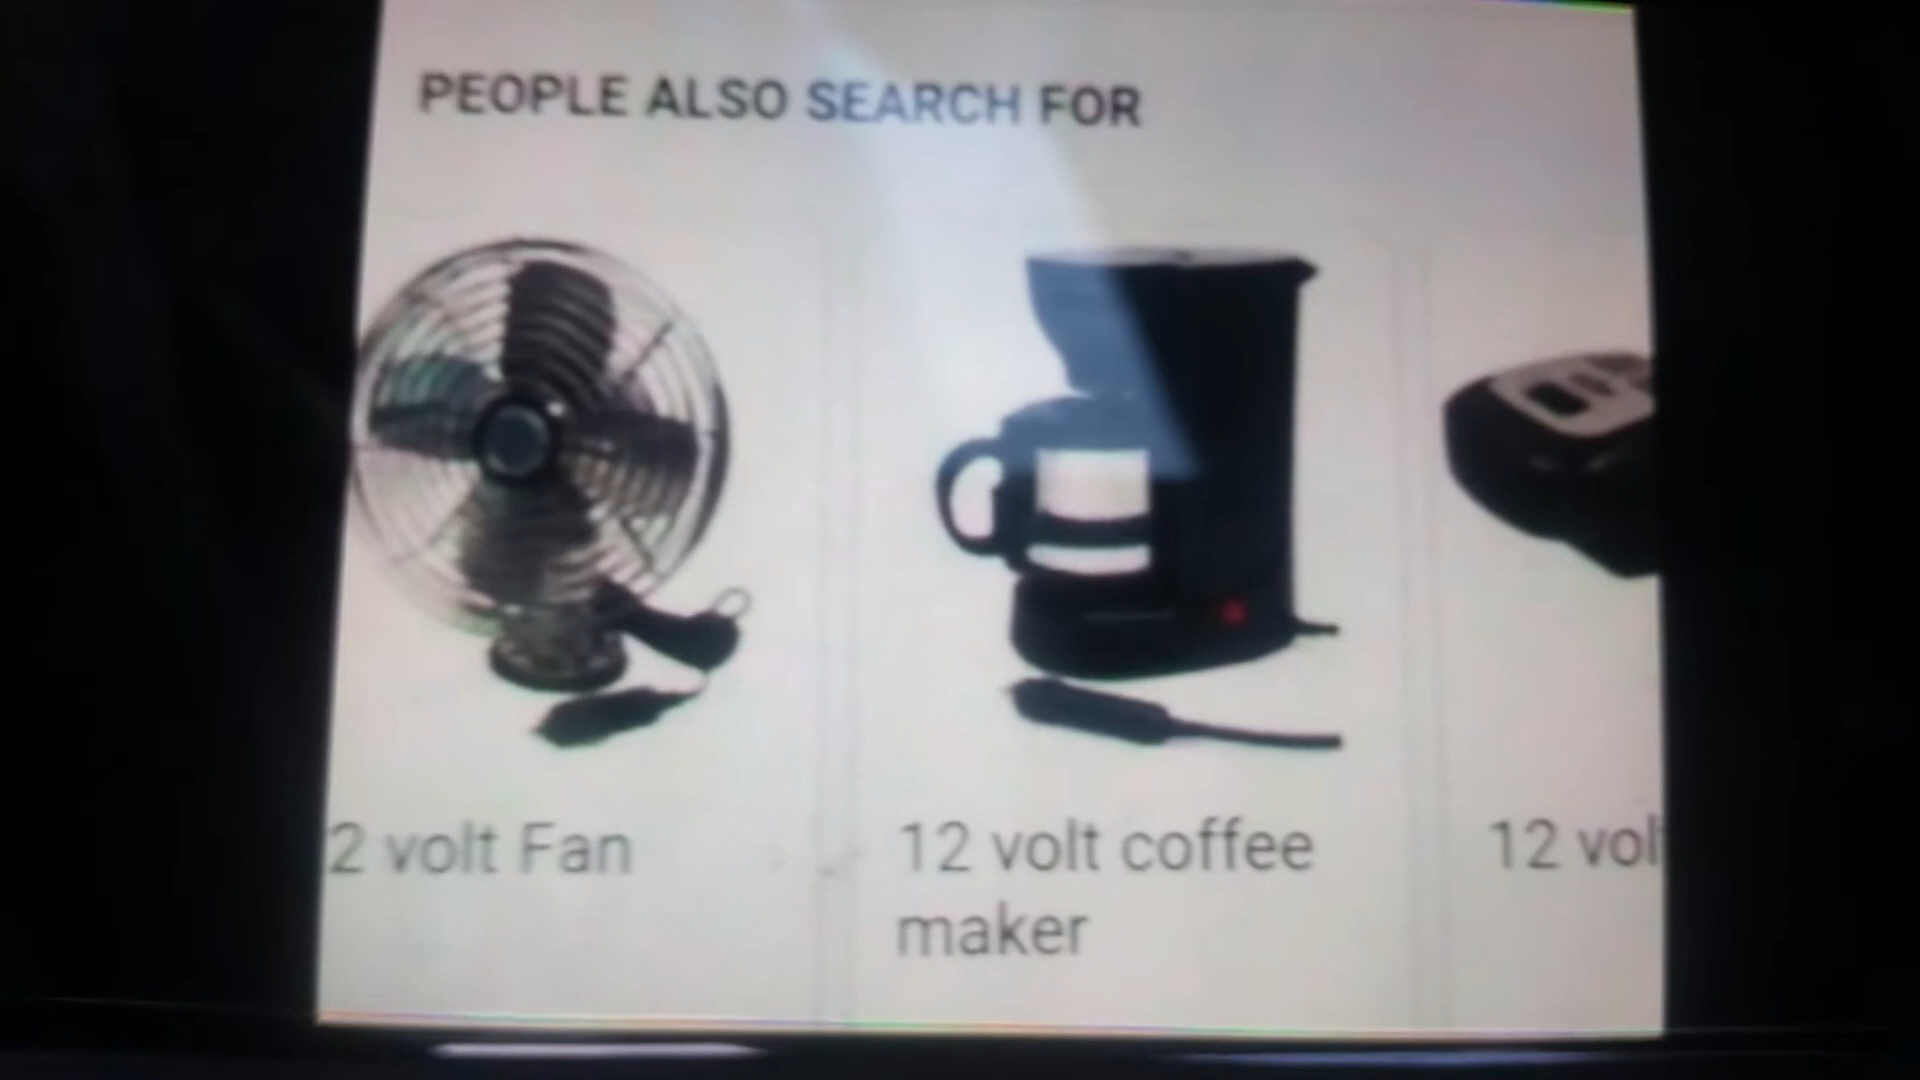 PEOPLE ALSO SEARCH FOR
2 volt Fan
12 volt coffee
maker
12 vol